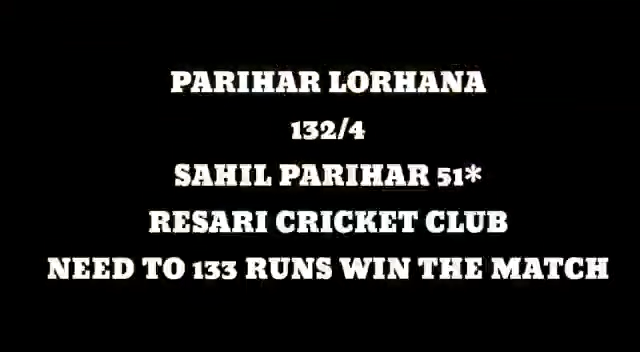 PARIHAR LORHANA
132/4
SAHIL PARIHAR 51*
RESARI CRICKET CLUB
NEED TO 133 RUNS WIN THE MATCH